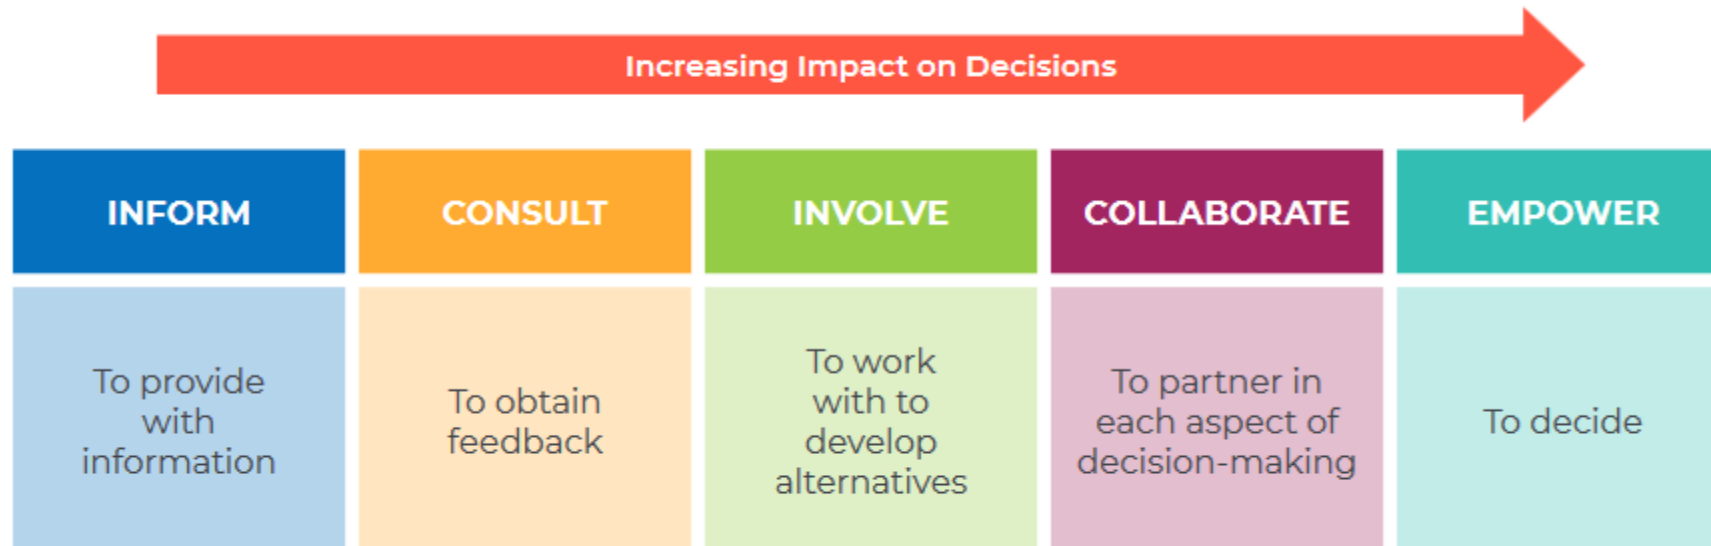 Increasing Impact on Decisions
INFORM
CONSULT
INVOLVE
COLLABORATE
EMPOWER
To provide
with
information
To obtain
feedback
To work
with to
develop
alternatives
To partner in
each aspect of
decision-making
To decide